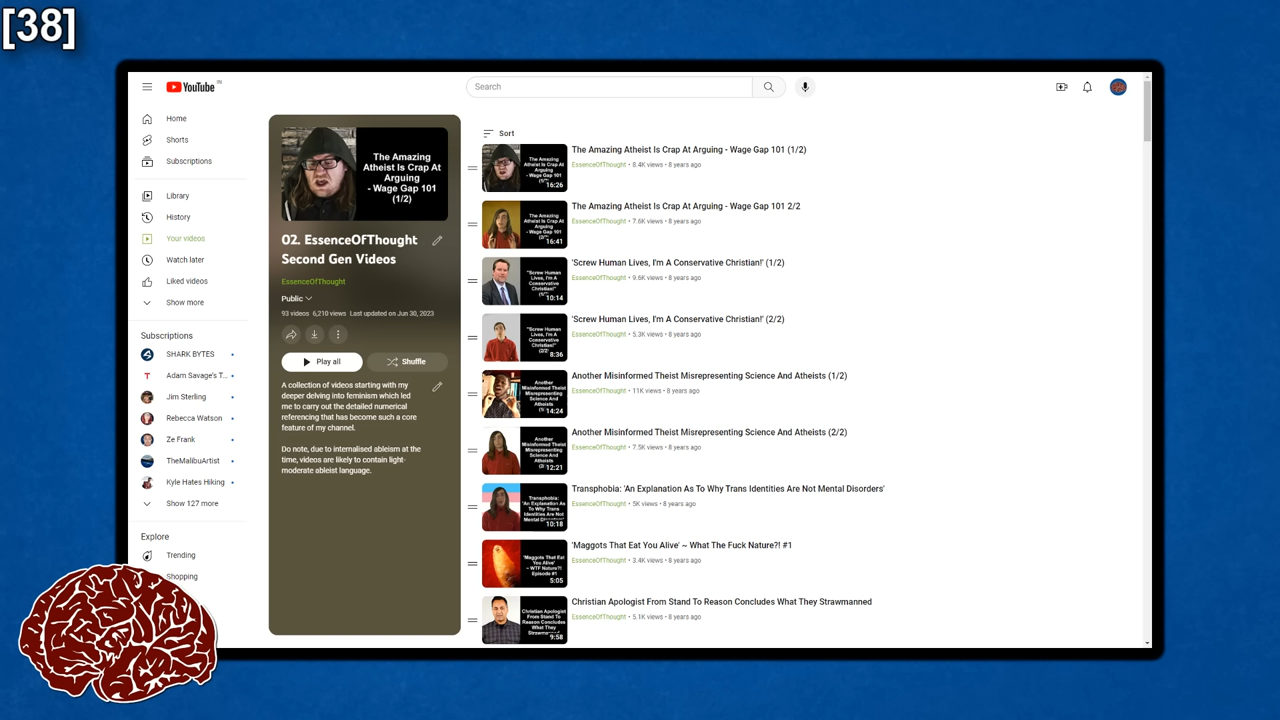 [38]
YouTube IN
Search
Home
Shorts
Subscriptions
Library
History
Your videos
Watch later
Liked videos
Show more
Subscriptions
SHARK BYTES
Adam Savage's T...
Jim Sterling
Rebecca Watson
Ze Frank
TheMalibuArtist
Kyle Hates Hiking
Show 127 more
Explore
Trending
Shopping
The Amazing
Atheist Is Crap At
Arguing
- Wage Gap 101
(1/2)
02. EssenceOfThought
Second Gen Videos
EssenceOfThought
Public
93 videos 6,210 views Last updated on Jun 30, 2023
Play all
Shuffle
A collection of videos starting with my
deeper delving into feminism which led
me to carry out the detailed numerical
referencing that has become such a core
feature of my channel.
Do note, due to internalised ableism at the
time, videos are likely to contain light-
moderate ableist language.
Sort
The Amazing Atheist Is Crap At Arguing - Wage Gap 101 (1/2)
EssenceOfThought • 8.4K views • 8 years ago
16:26
The Amazing Atheist Is Crap At Arguing - Wage Gap 101 2/2
EssenceOfThought • 7.6K views • 8 years ago
16:41
'Screw Human Lives, I'm A Conservative Christian!' (1/2)
EssenceOfThought • 9.6K views • 8 years ago
10:14
'Screw Human Lives, I'm A Conservative Christian!' (2/2)
EssenceOfThought • 5.3K views • 8 years ago
8:36
Another Misinformed Theist Misrepresenting Science And Atheists (1/2)
EssenceOfThought • 11K views • 8 years ago
14:24
Another Misinformed Theist Misrepresenting Science And Atheists (2/2)
EssenceOfThought • 7.5K views • 8 years ago
12:21
Transphobia: 'An Explanation As To Why Trans Identities Are Not Mental Disorders'
EssenceOfThought • 5K views • 8 years ago
10:18
'Maggots That Eat You Alive' ~ What The Fuck Nature?! #1
EssenceOfThought • 3.4K views • 8 years ago
5:05
Christian Apologist From Stand To Reason Concludes What They Strawmanned
EssenceOfThought • 5.1K views • 8 years ago
9:58